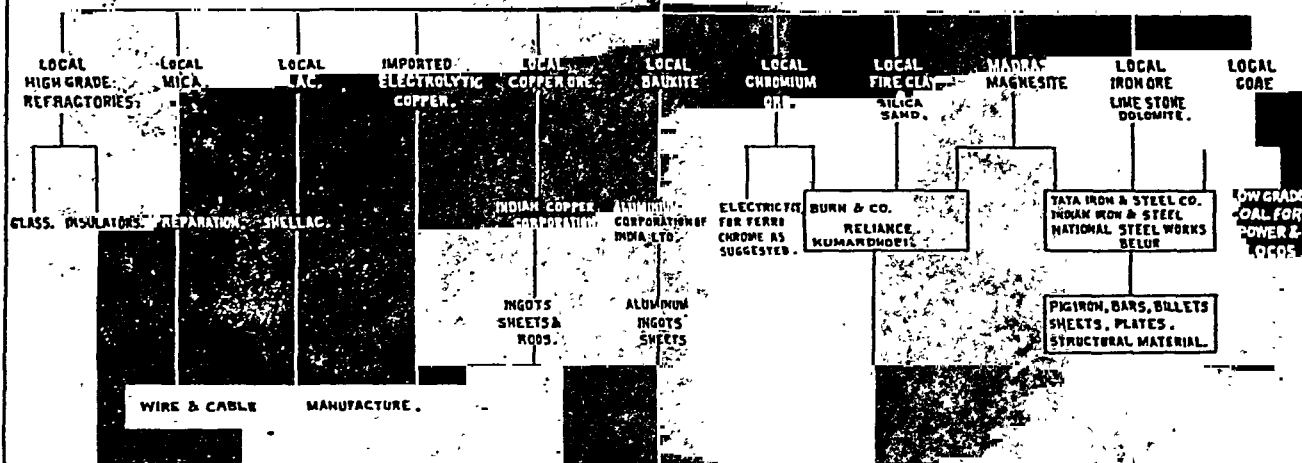 LOCAL
HIGH GRADE
REFRACTORIES.
LOCAL
MICA.
LOCAL
LAC.
IMPORTED
ELECTROLYTIC
COPPER.
LOCAL
COPPER ORE.
LOCAL
BAUXITE
LOCAL
CHROMIUM
ORE.
LOCAL
FIRE CLAY
SILICA
SAND.
MADRAS
MAGNESITE
LOCAL
IRON ORE
LIME STONE
DOLOMITE.
LOCAL
GLASS. INSULATORS.
PREPARATION
SHELLAC.
INDIAN COPPER
CORPORATION
ALUMINIUM
CORPORATION OF
INDIA LTD.
ELECTRIC
FOR FERRO
CHROME AS
SUGGESTED.
BURN & CO.
RELIANCE.
KUMARDHUBI
TATA IRON & STEEL CO.
INDIAN IRON & STEEL
NATIONAL STEEL WORKS
BELUR
LOW GRADE
COAL FOR
POWER &
LOCOS
INGOTS
SHEETS &
RODS.
ALUMINUM
INGOTS
SHEETS
PIGIRON, BARS, BILLETS
SHEETS, PLATES.
STRUCTURAL MATERIAL.
WIRE & CABLE MANUFACTURE.